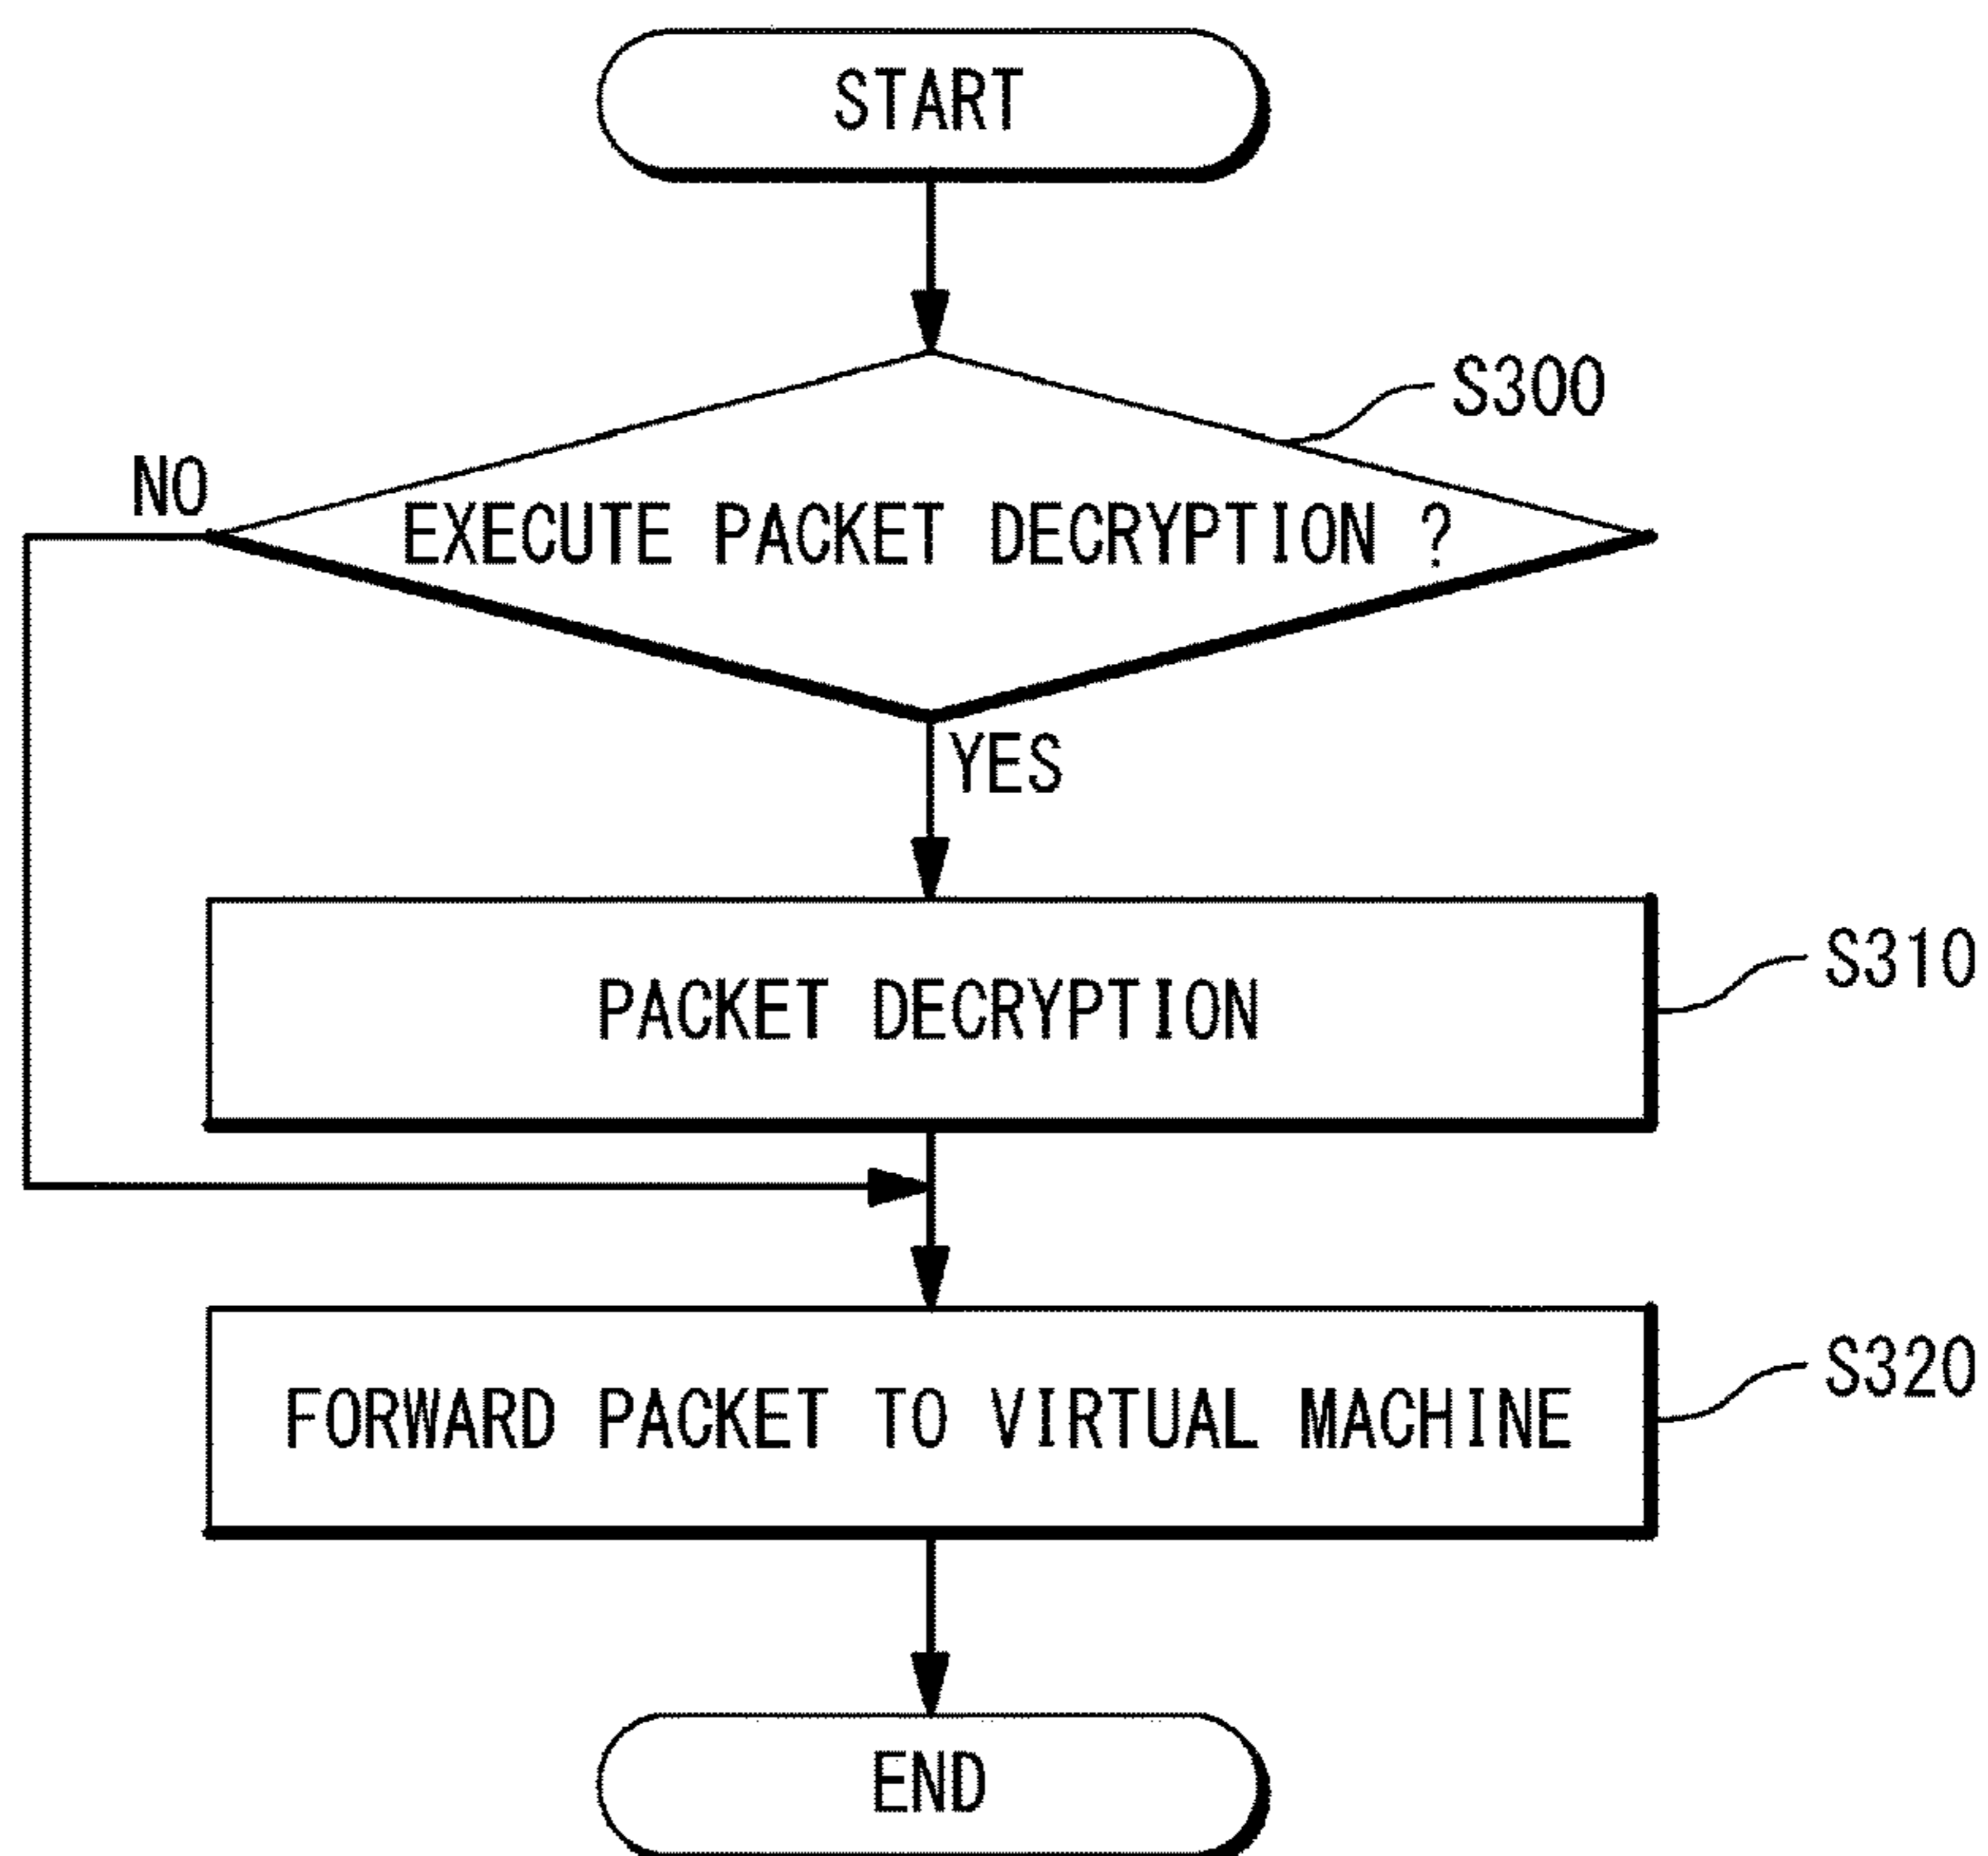 START
S300
NO
EXECUTE PACKET DECRYPTION ?
YES
S310
PACKET DECRYPTION
S320
FORWARD PACKET TO VIRTUAL MACHINE
END